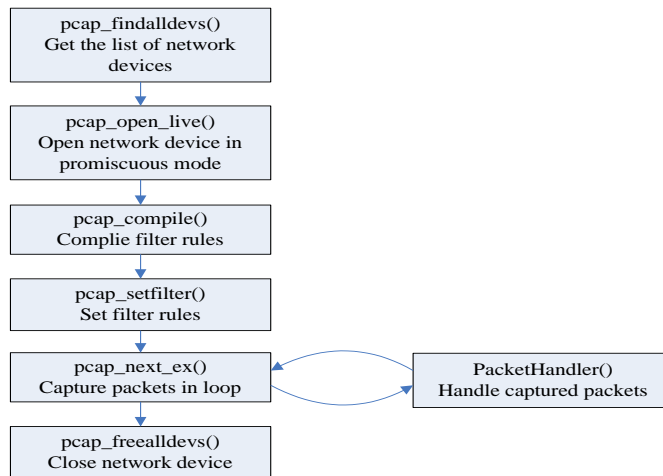 pcap_findalldevs()
Get the list of network
devices
pcap_open_live()
Open network device in
promiscuous mode
pcap_compile()
Complie filter rules
pcap_setfilter()
Set filter rules
pcap_next_ex()
Capture packets in loop
PacketHandler()
Handle captured packets
pcap_freealldevs()
Close network device